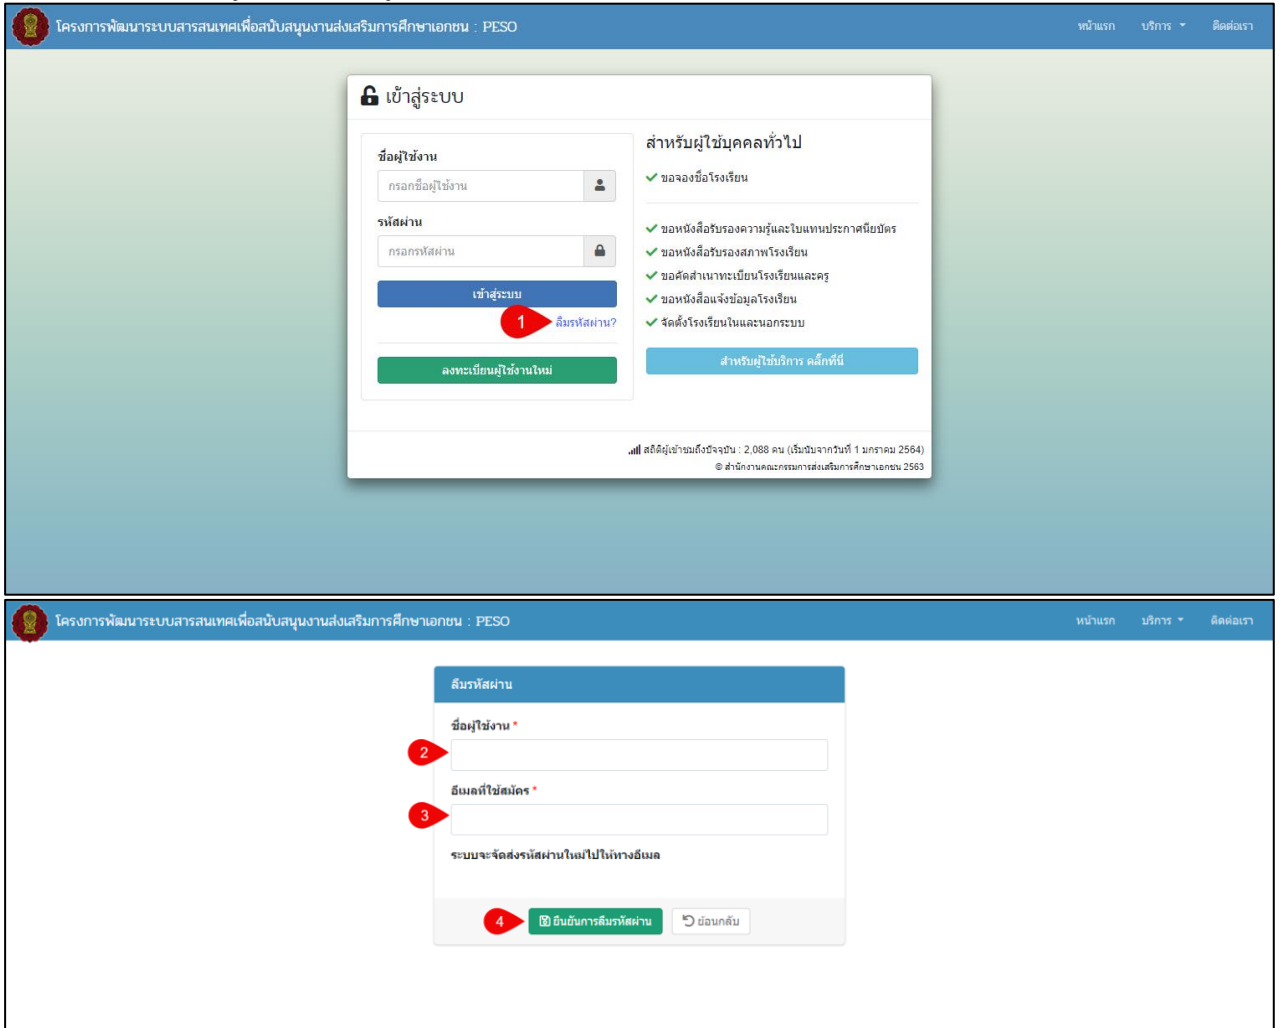 โครงการพัฒนาระบบสารสนเทศเพื่อสนับสนุนงานส่งเสริมการศึกษาเอกชน : PESO
หน้าแรก บริการ ติดต่อเรา
เข้าสู่ระบบ
ชื่อผู้ใช้งาน
กรอกชื่อผู้ใช้งาน
รหัสผ่าน
กรอกรหัสผ่าน
เข้าสู่ระบบ
1 ลืมรหัสผ่าน?
ลงทะเบียนผู้ใช้งานใหม่
สำหรับผู้ใช้บุคคลทั่วไป
ขอจองชื่อโรงเรียน
ขอหนังสือรับรองความรู้และใบแทนประกาศนียบัตร
ขอหนังสือรับรองสภาพโรงเรียน
ขอคัดสำเนาทะเบียนโรงเรียนและครู
ขอหนังสือแจ้งข้อมูลโรงเรียน
จัดตั้งโรงเรียนในและนอกระบบ
สำหรับผู้ใช้บริการ คลิ๊กที่นี่
สถิติผู้เข้าชมถึงปัจจุบัน : 2,088 คน (เริ่มนับจากวันที่ 1 มกราคม 2564)
© สำนักงานคณะกรรมการส่งเสริมการศึกษาเอกชน 2563
โครงการพัฒนาระบบสารสนเทศเพื่อสนับสนุนงานส่งเสริมการศึกษาเอกชน : PESO
หน้าแรก บริการ ติดต่อเรา
ลืมรหัสผ่าน
ชื่อผู้ใช้งาน *
2
อีเมลที่ใช้สมัคร *
3
ระบบจะจัดส่งรหัสผ่านใหม่ไปให้ทางอีเมล
4 ยืนยันการลืมรหัสผ่าน ย้อนกลับ